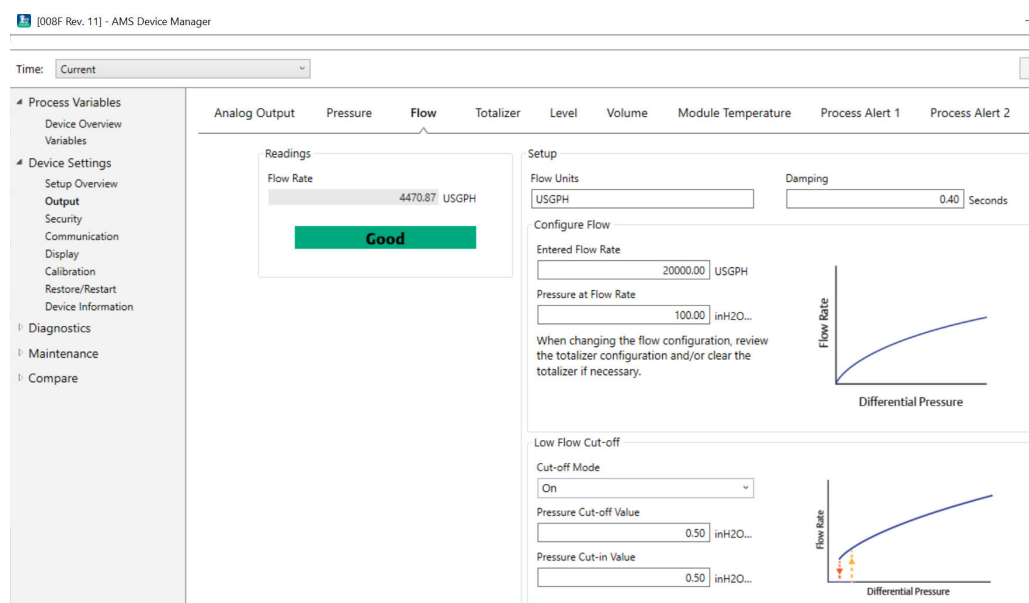 [008F Rev. 11] - AMS Device Manager
Time: Current
Process Variables
Device Overview
Variables
Device Settings
Setup Overview
Output
Security
Communication
Display
Calibration
Restore/Restart
Device Information
Diagnostics
Maintenance
Compare
Analog Output Pressure Flow Totalizer Level Volume Module Temperature Process Alert 1 Process Alert 2
Readings
Flow Rate
4470.87 USGPH
Good
Setup
Flow Units
USGPH
Damping
0.40 Seconds
Configure Flow
Entered Flow Rate
20000.00 USGPH
Pressure at Flow Rate
100.00 inH2O...
When changing the flow configuration, review
the totalizer configuration and/or clear the
totalizer if necessary.
Flow Rate
Differential Pressure
Low Flow Cut-off
Cut-off Mode
On
Pressure Cut-off Value
0.50 inH2O...
Pressure Cut-in Value
0.50 inH2O...
Flow Rate
Differential Pressure